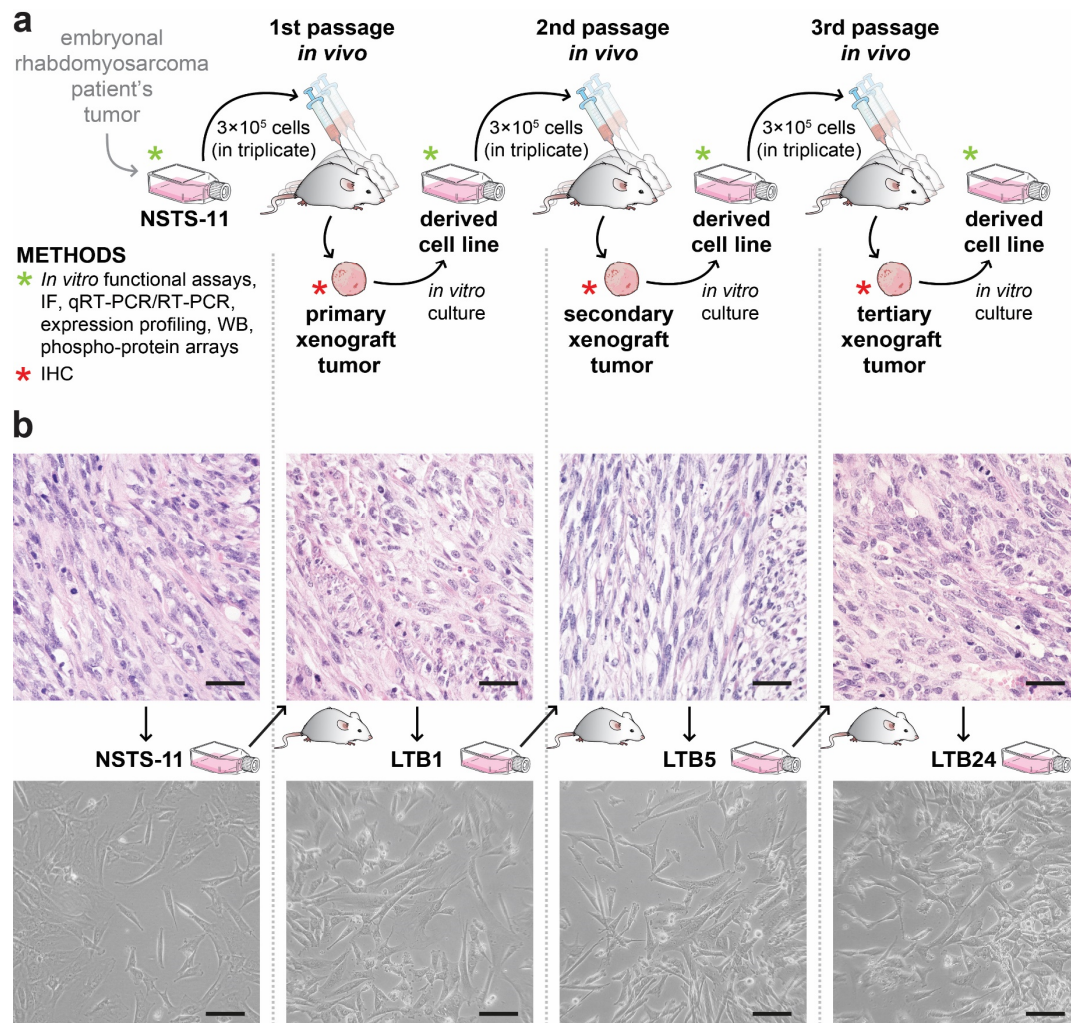 a
embryonal
rhabdomyosarcoma
patient's
tumor
1st passage
in vivo
2nd passage
in vivo
3rd passage
in vivo
3×10⁵ cells
(in triplicate)
3×10⁵ cells
(in triplicate)
3×10⁵ cells
(in triplicate)
*
*
*
*
NSTS-11
derived
cell line
derived
cell line
derived
cell line
METHODS
* In vitro functional assays,
IF, qRT-PCR/RT-PCR,
expression profiling, WB,
phospho-protein arrays
* IHC
*
primary
xenograft
tumor
in vitro
culture
*
secondary
xenograft
tumor
in vitro
culture
*
tertiary
xenograft
tumor
in vitro
culture
b
NSTS-11
LTB1
LTB5
LTB24